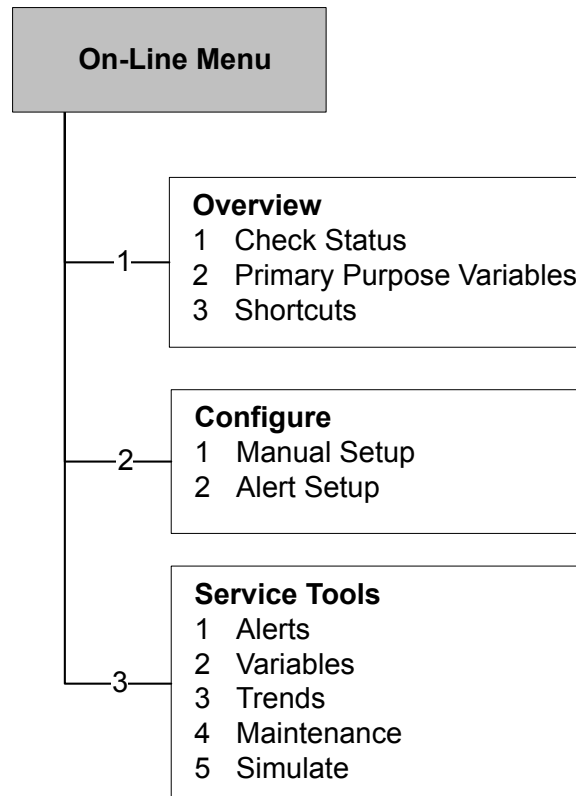 On-Line Menu
1
Overview
1 Check Status
2 Primary Purpose Variables
3 Shortcuts
2
Configure
1 Manual Setup
2 Alert Setup
3
Service Tools
1 Alerts
2 Variables
3 Trends
4 Maintenance
5 Simulate